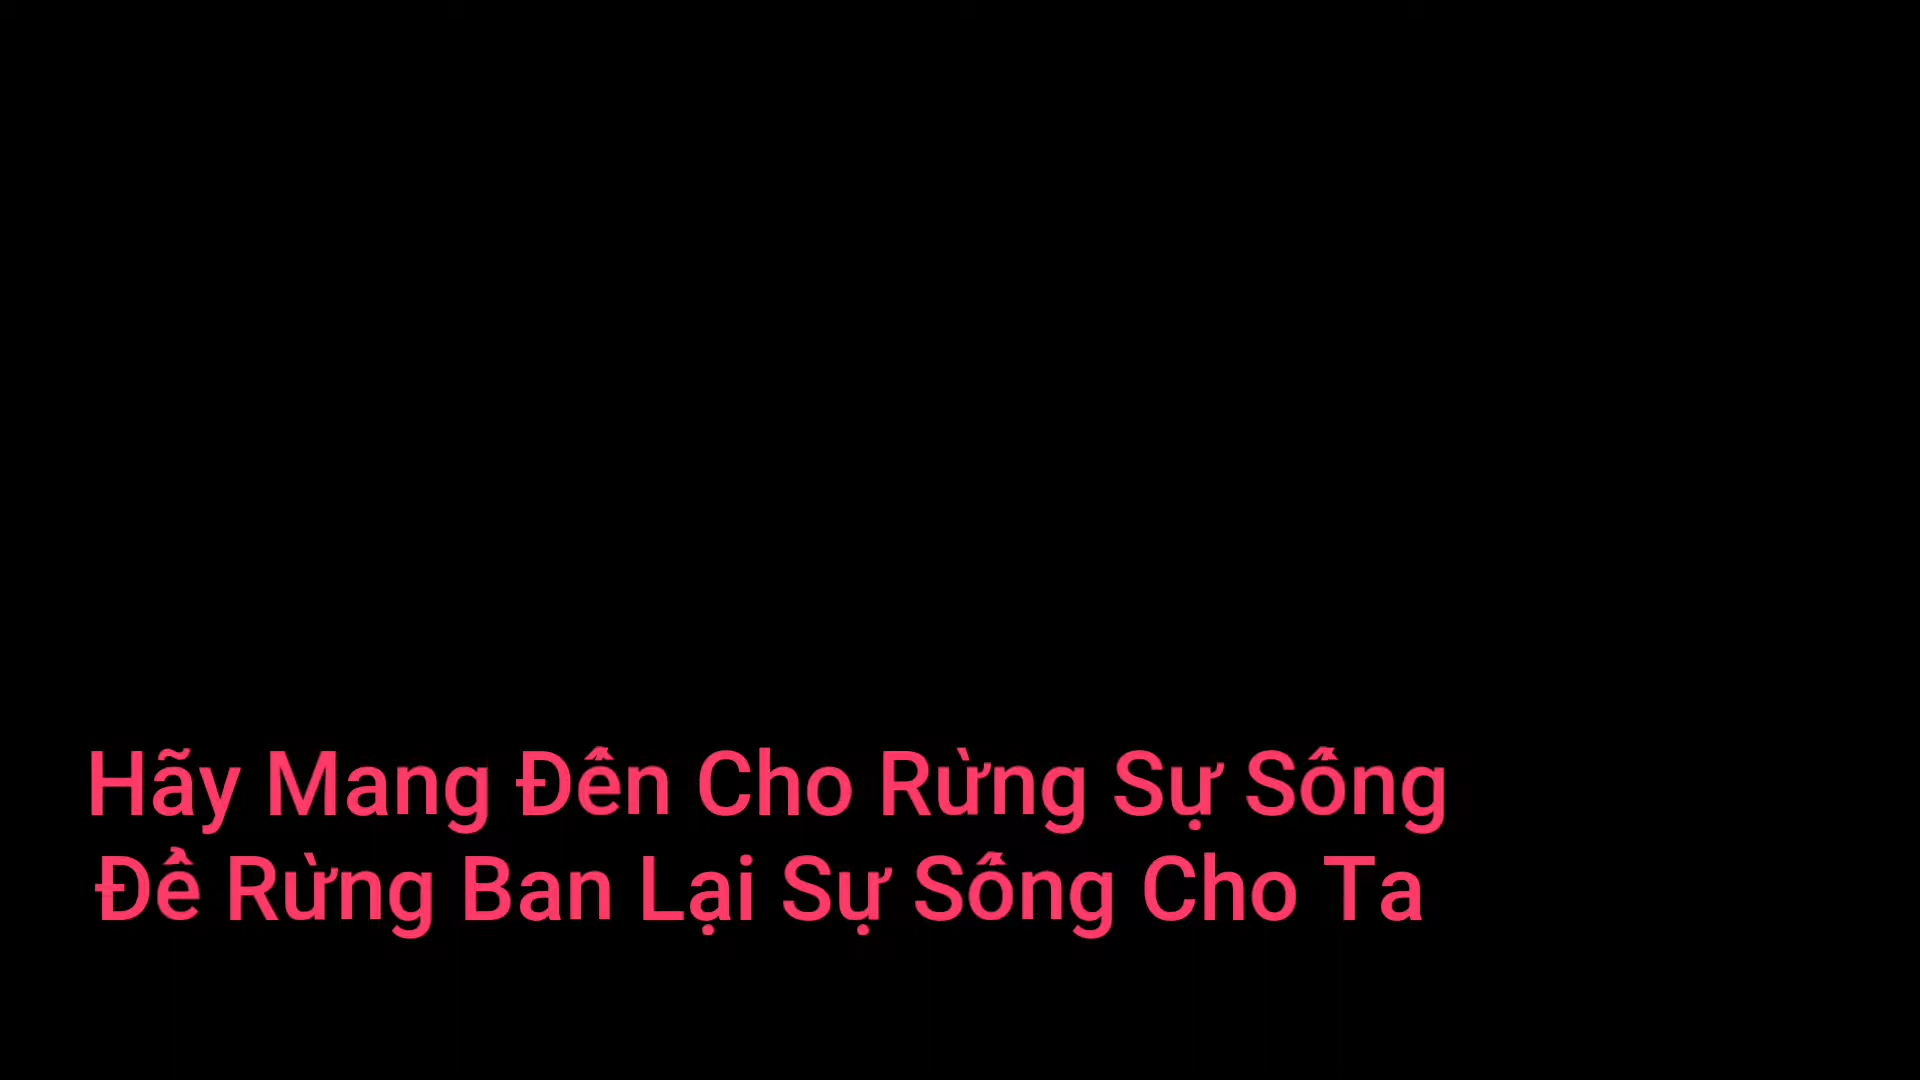 Hãy Mang Đến Cho Rừng Sự Sống
Để Rừng Ban Lại Sự Sống Cho Ta